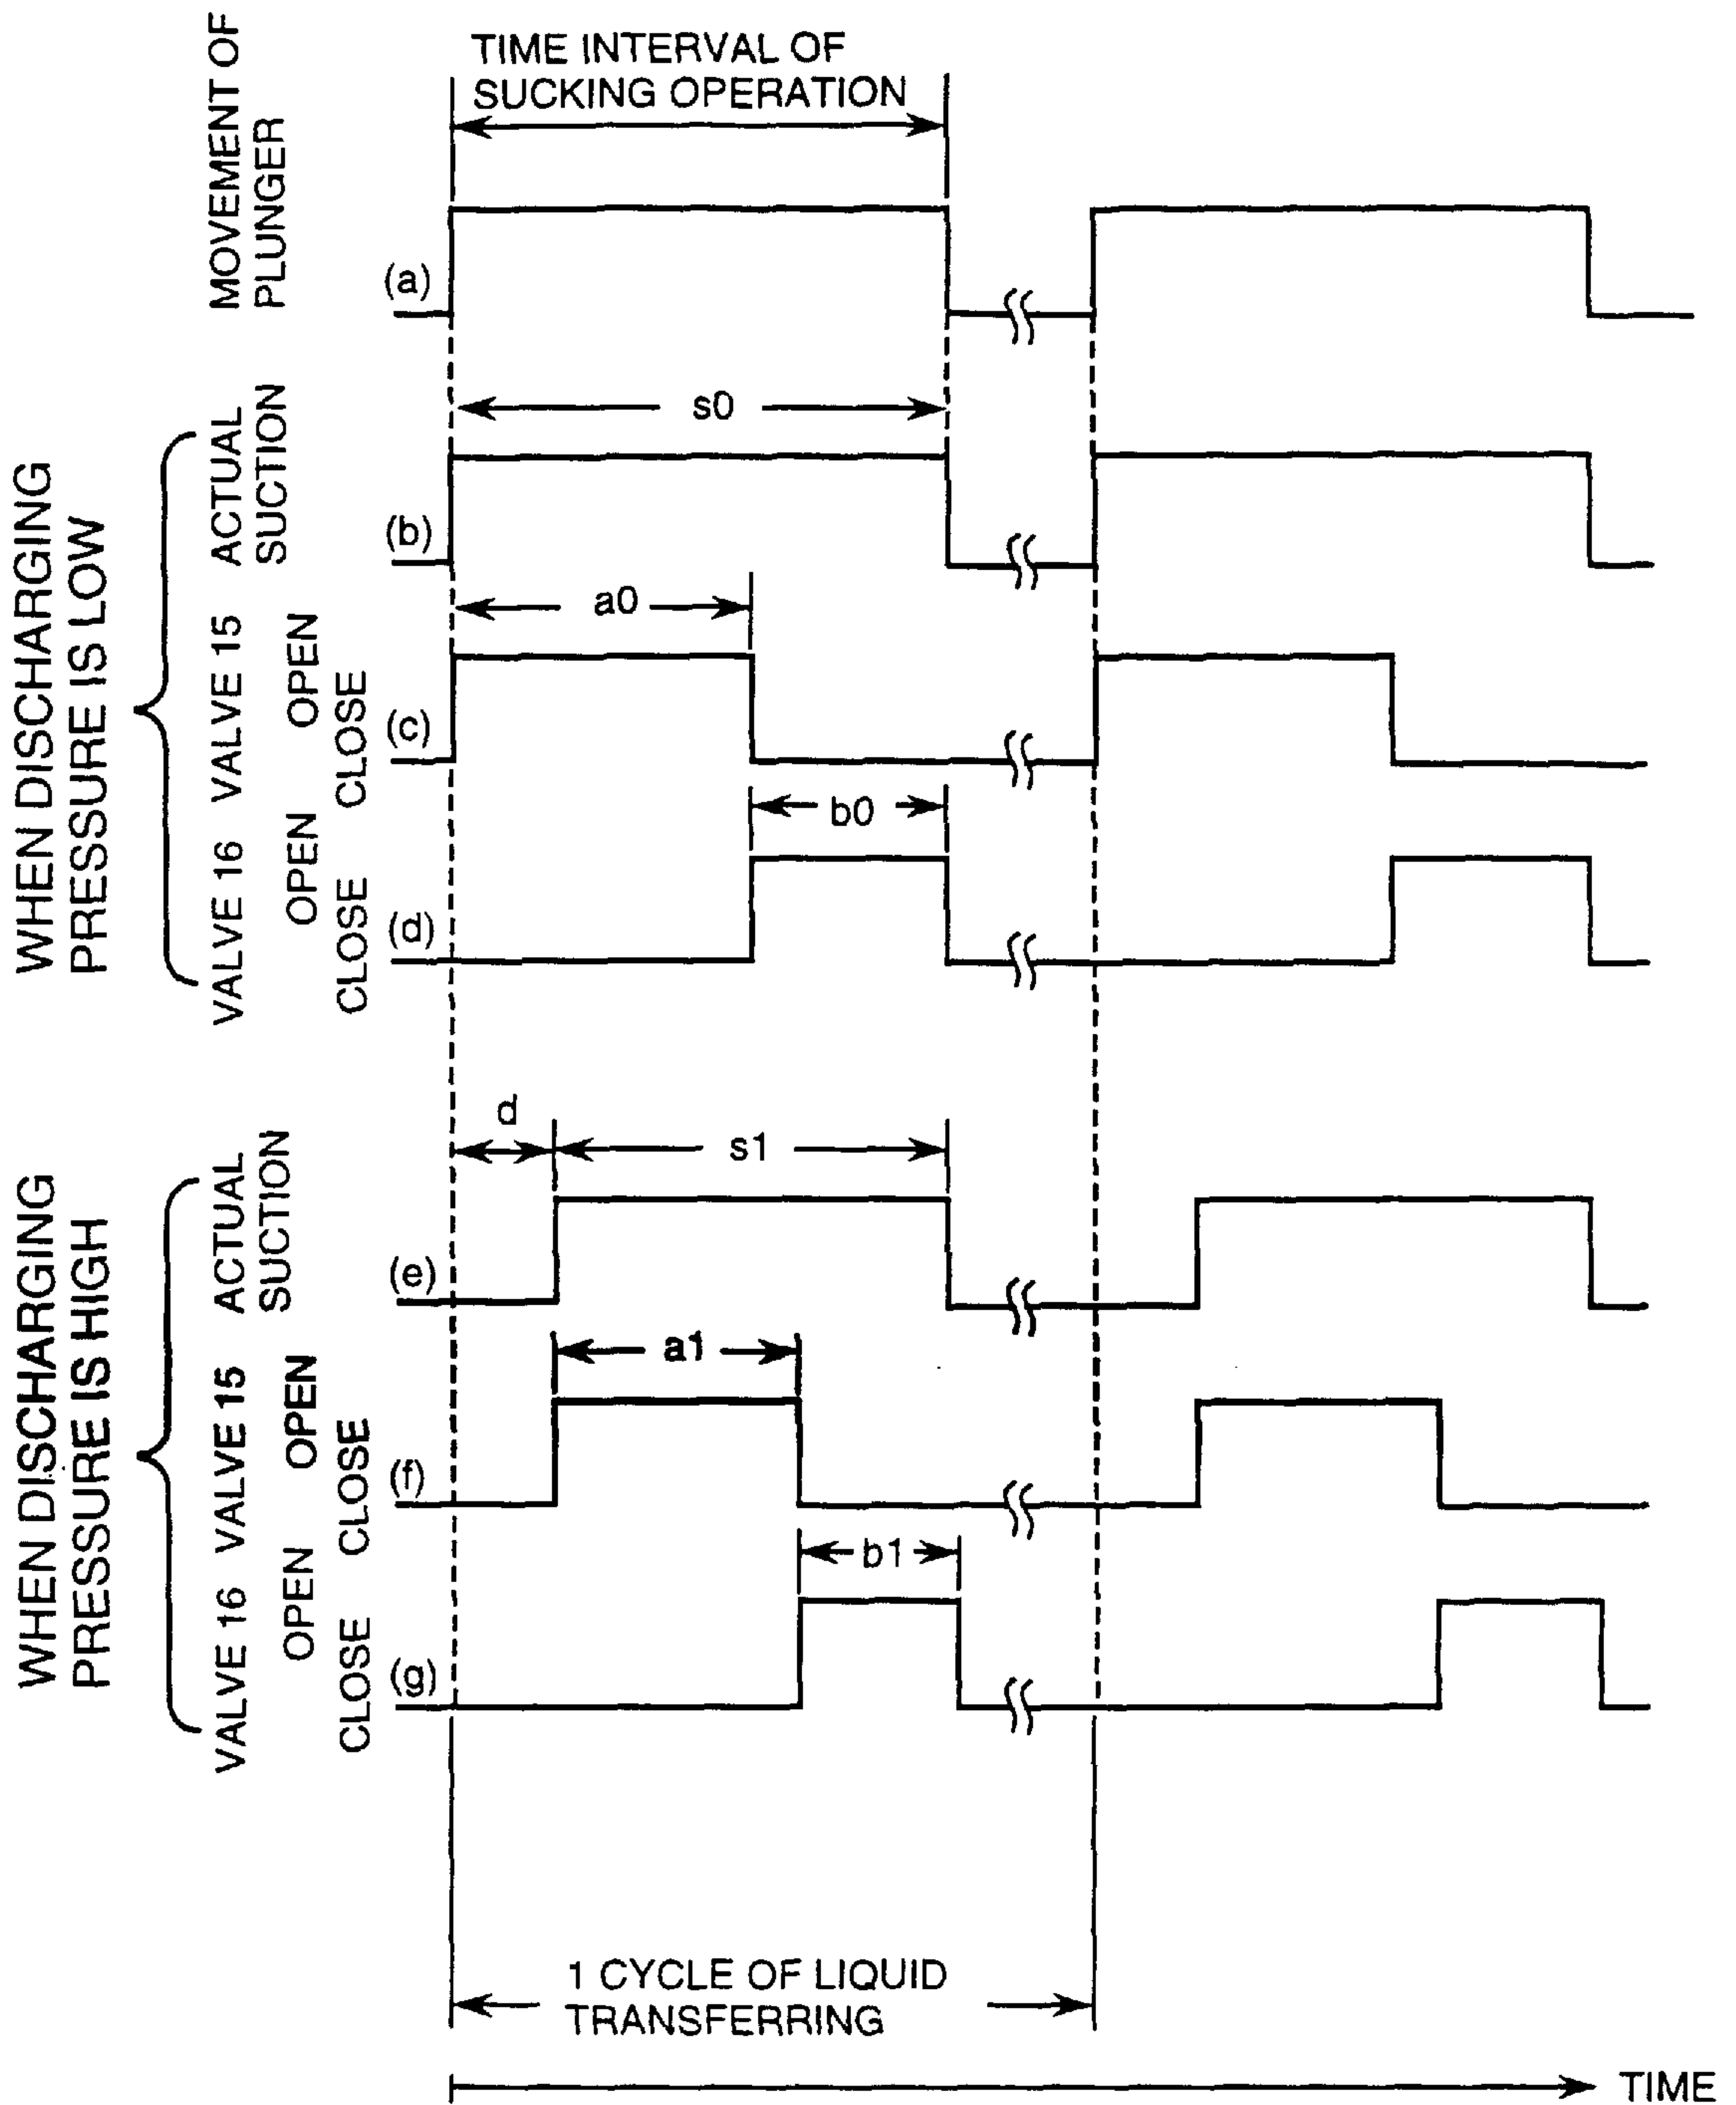 TIME INTERVAL OF
SUCKING OPERATION
MOVEMENT OF
PLUNGER
(a)
WHEN DISCHARGING
PRESSURE IS LOW
ACTUAL
SUCTION
s0
(b)
VALVE 15
OPEN
CLOSE
a0
(c)
VALVE 16
OPEN
CLOSE
b0
(d)
WHEN DISCHARGING
PRESSURE IS HIGH
ACTUAL
SUCTION
d
s1
(e)
VALVE 15
OPEN
CLOSE
a1
(f)
VALVE 16
OPEN
CLOSE
b1
(g)
1 CYCLE OF LIQUID
TRANSFERRING
TIME